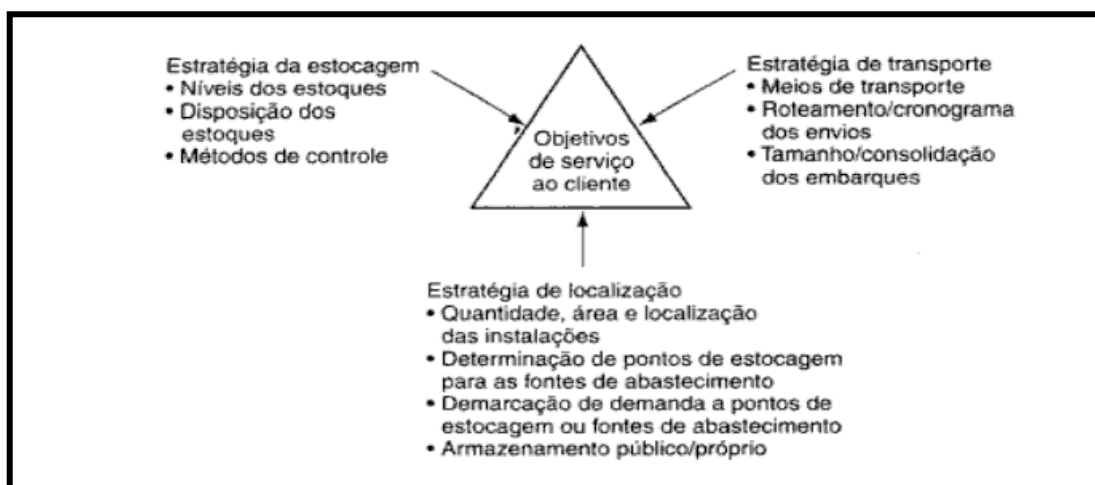 Estratégia da estocagem
• Níveis dos estoques
• Disposição dos
estoques
• Métodos de controle
Objetivos
de serviço
ao cliente
Estratégia de transporte
• Meios de transporte
• Roteamento/cronograma
dos envios
• Tamanho/consolidação
dos embarques
Estratégia de localização
• Quantidade, área e localização
das instalações
• Determinação de pontos de estocagem
para as fontes de abastecimento
• Demarcação de demanda a pontos de
estocagem ou fontes de abastecimento
• Armazenamento público/próprio